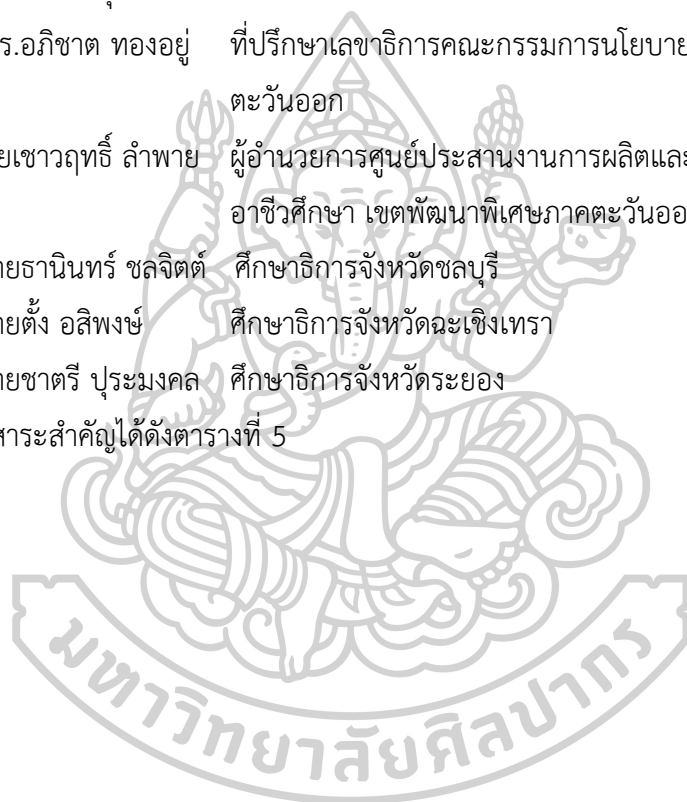 ร.อภิชาต ทองอยู่ ที่ปรึกษาเลขาธิการคณะกรรมการนโยบาย
ตะวันออก
ยเชาวฤทธิ์ ลำพาย ผู้อำนวยการศูนย์ประสานงานการผลิตและ
อาชีวศึกษา เขตพัฒนาพิเศษภาคตะวันออ
ายธานินทร์ ชลจิตต์ ศึกษาธิการจังหวัดชลบุรี
ายตั้ง อสิพงษ์ ศึกษาธิการจังหวัดฉะเชิงเทรา
ายชาตรี ปุระมงคล ศึกษาธิการจังหวัดระยอง
สาระสำคัญได้ดังตารางที่ 5
มหาวิทยาลัยศิลปากร